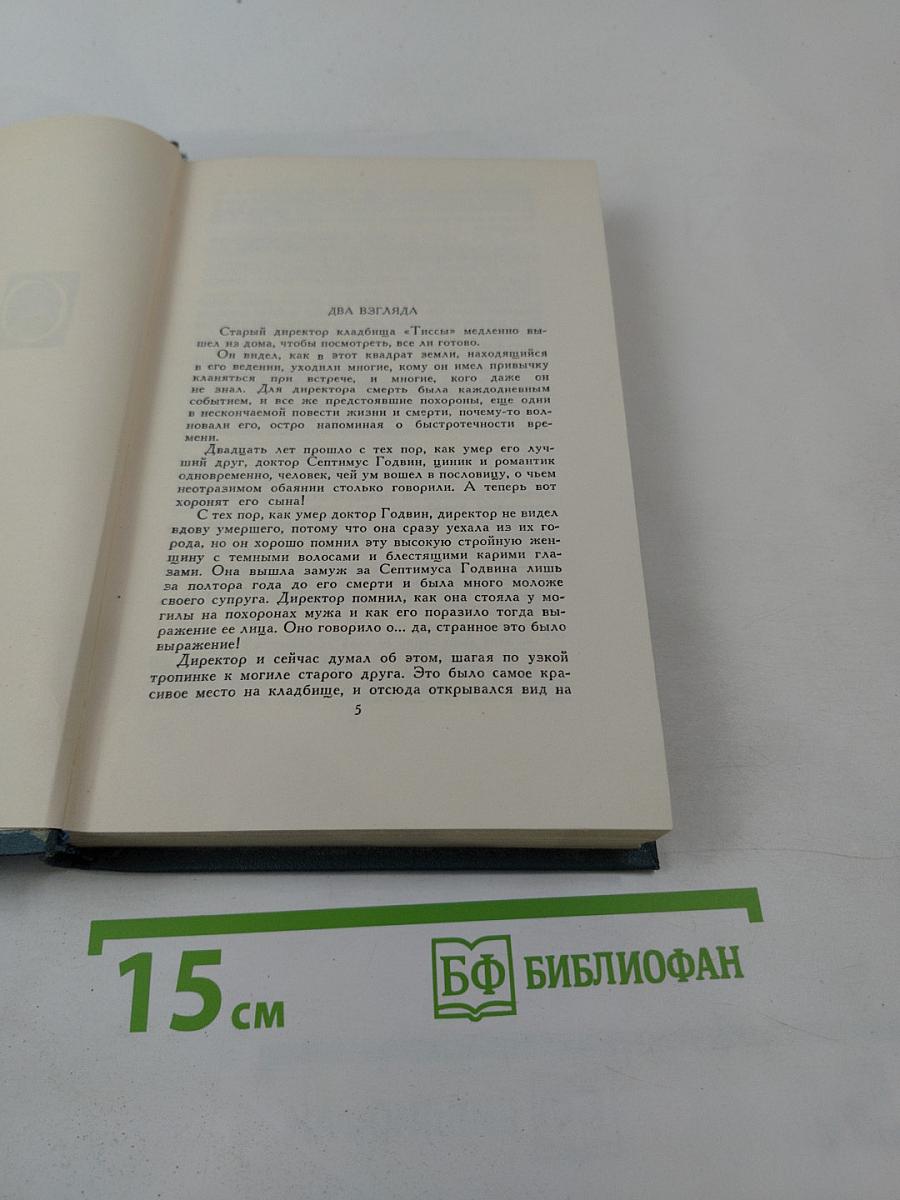 ДВА ВЗГЛЯДА
Старый директор кладбища «Тиссы» медленно вы-
шел из дома, чтобы посмотреть, все ли готово.
Он видел, как в этот квадрат земли, находящийся
в его ведении, уходили многие, кому он имел привычку
кланяться при встрече, и многие, кого даже он
не знал. Для директора смерть была каждодневным
событием, и все же предстоявшие похороны, еще одни
в нескончаемой повести жизни и смерти, почему-то вол-
новали его, остро напоминая о быстротечности вре-
мени.
Двадцать лет прошло с тех пор, как умер его луч-
ший друг, доктор Септимус Годвин, циник и романтик
одновременно, человек, чей ум вошел в пословицу, о чьем
неотразимом обаянии столько говорили. А теперь вот
хоронят его сына!
С тех пор, как умер доктор Годвин, директор не видел
вдову умершего, потому что она сразу уехала из их го-
рода, но он хорошо помнил эту высокую стройную жен-
щину с темными волосами и блестящими карими гла-
зами. Она вышла замуж за Септимуса Годвина лишь
за полтора года до его смерти и была много моложе
своего супруга. Директор помнил, как она стояла у мо-
гилы на похоронах мужа и как его поразило тогда вы-
ражение ее лица. Оно говорило о... да, странное это было
выражение!
Директор и сейчас думал об этом, шагая по узкой
тропинке к могиле старого друга. Это было самое кра-
сивое место на кладбище, и отсюда открывался вид на
5
15 см
БФ БИБЛИОФАН